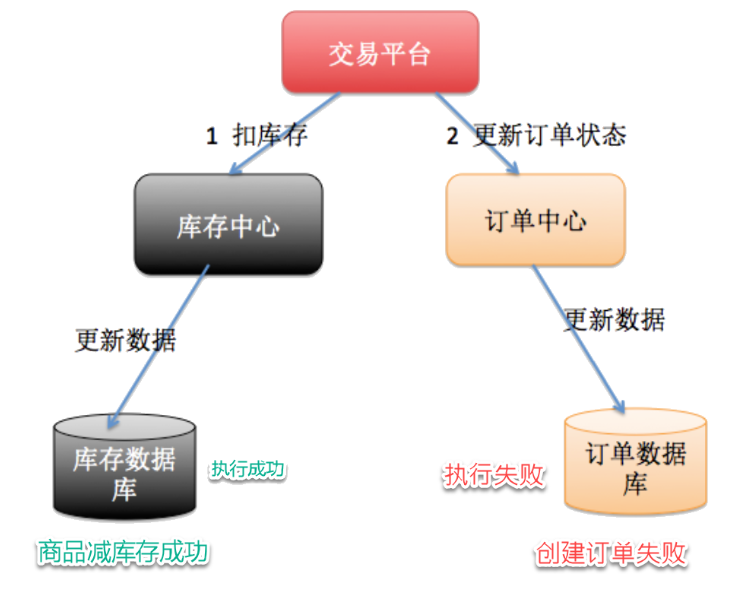 交易平台
1 扣库存
2 更新订单状态
库存中心
订单中心
更新数据
更新数据
库存数据
库
执行成功
订单数据
库
执行失败
商品减库存成功
创建订单失败